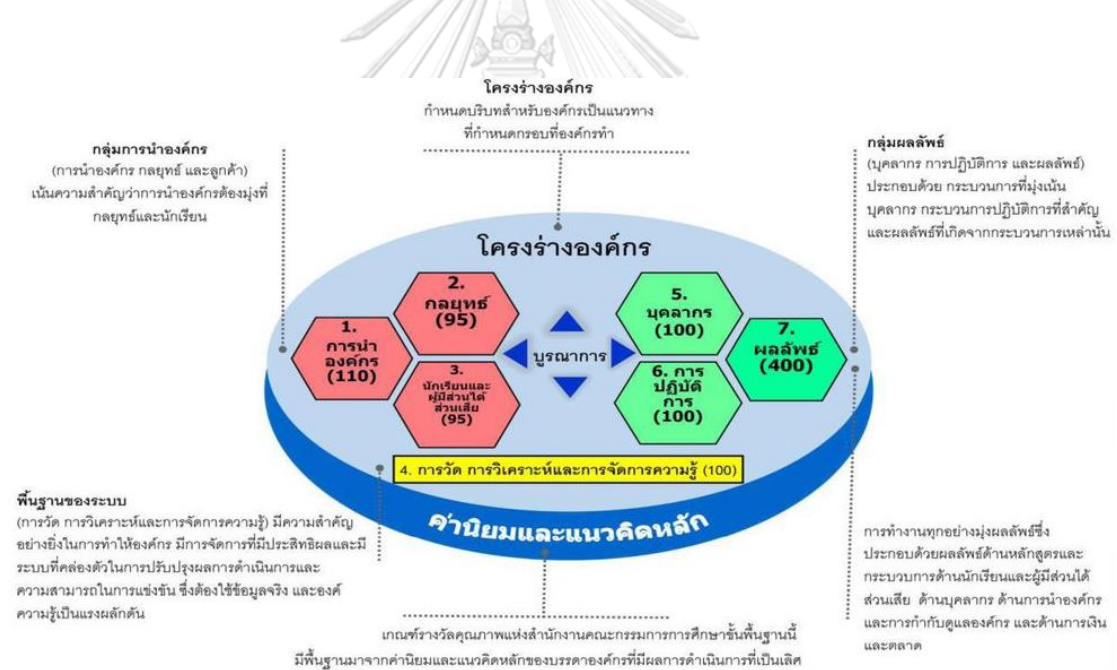 โครงร่างองค์กร
กำหนดบริบทสำหรับองค์กรเป็นแนวทาง
ที่กำหนดกรอบที่องค์กรทำ
กลุ่มการนำองค์กร
(การนำองค์กร กลยุทธ์ และลูกค้า)
เน้นความสำคัญว่าการนำองค์กรต้องมุ่งที่
กลยุทธ์และนักเรียน
กลุ่มผลลัพธ์
(บุคลากร การปฏิบัติการ และผลลัพธ์)
ประกอบด้วย กระบวนการที่มุ่งเน้น
บุคลากร กระบวนการปฏิบัติการที่สำคัญ
และผลลัพธ์ที่เกิดจากกระบวนการเหล่านั้น
โครงร่างองค์กร
1.
การนำ
องค์กร
(110)
2.
กลยุทธ์
(95)
3.
นักเรียนและ
ผู้มีส่วนได้
ส่วนเสีย
(95)
บูรณาการ
5.
บุคลากร
(100)
6. การ
ปฏิบัติ
การ
(100)
7.
ผลลัพธ์
(400)
4. การวัด การวิเคราะห์และการจัดการความรู้ (100)
ค่านิยมและแนวคิดหลัก
พื้นฐานของระบบ
(การวัด การวิเคราะห์และการจัดการความรู้) มีความสำคัญ
อย่างยิ่งในการทำให้องค์กร มีการจัดการที่มีประสิทธิผลและมี
ระบบที่คล่องตัวในการปรับปรุงผลการดำเนินการและ
ความสามารถในการแข่งขัน ซึ่งต้องใช้ข้อมูลจริง และองค์
ความรู้เป็นแรงผลักดัน
การทำงานทุกอย่างมุ่งผลลัพธ์ซึ่ง
ประกอบด้วยผลลัพธ์ด้านหลักสูตรและ
กระบวบการด้านนักเรียนและผู้มีส่วนได้
ส่วนเสีย ด้านบุคลากร ด้านการนำองค์กร
และการกำกับดูแลองค์กร และด้านการเงิน
และตลาด
เกณฑ์รางวัลคุณภาพแห่งสำนักงานคณะกรรมการการศึกษาขั้นพื้นฐานนี้
มีพื้นฐานมาจากค่านิยมและแนวคิดหลักของบรรดาองค์กรที่มีผลการดำเนินการที่เป็นเลิศ